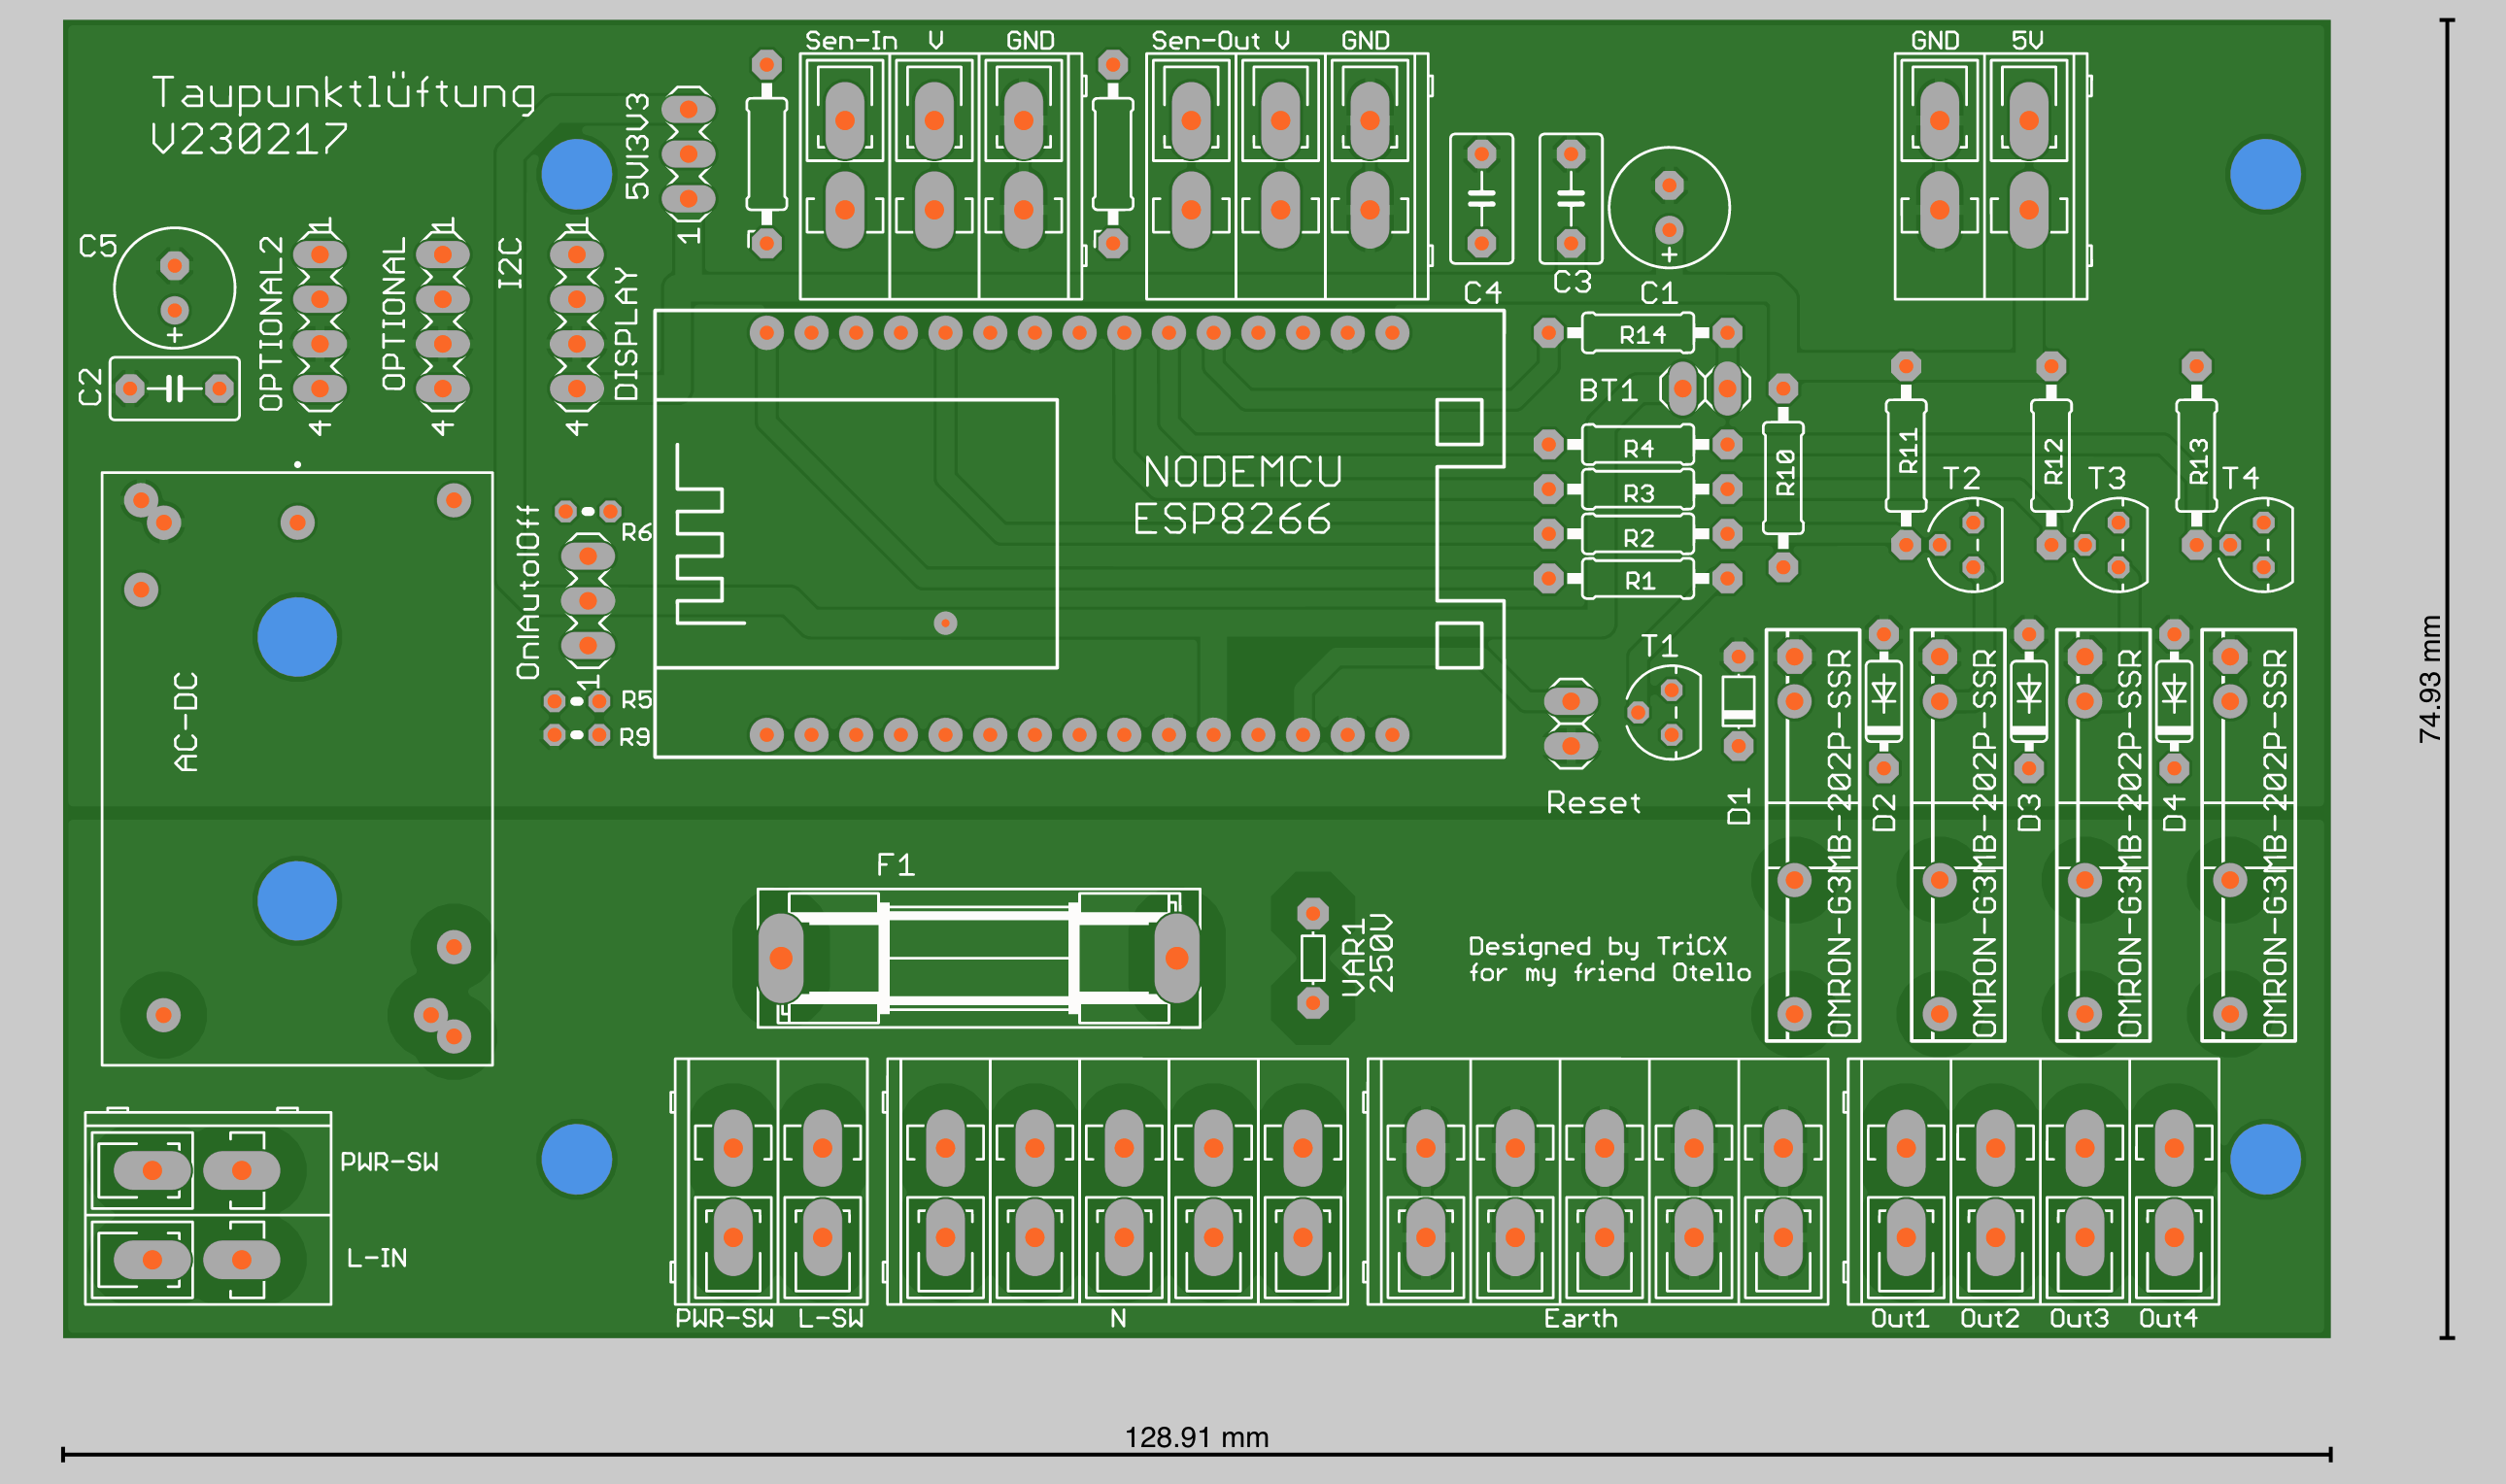 Sen-In V GND
Sen-Out V GND
GND 5V
Taupunktlüftung
V230217
5V|3V3
1
C5
C2
OPTIONAL2
1
4
OPTIONAL
1
4
I2C
1
4
DISPLAY
C4
C3
C1
+
+
R14
BT1
R4
R3
R2
R1
R10
R11
R12
R13
T2
T3
T4
NODEMCU
ESP8266
On|Auto|Off
1
R6
R5
R9
AC-DC
T1
Reset
D1
D2
D3
D4
OMRON-G3MB-202P-SSR
OMRON-G3MB-202P-SSR
OMRON-G3MB-202P-SSR
OMRON-G3MB-202P-SSR
F1
VAR1
250V
Designed by TriCX
for my friend Otello
PWR-SW
L-IN
PWR-SW L-SW
N
Earth
Out1 Out2 Out3 Out4
74.93 mm
128.91 mm